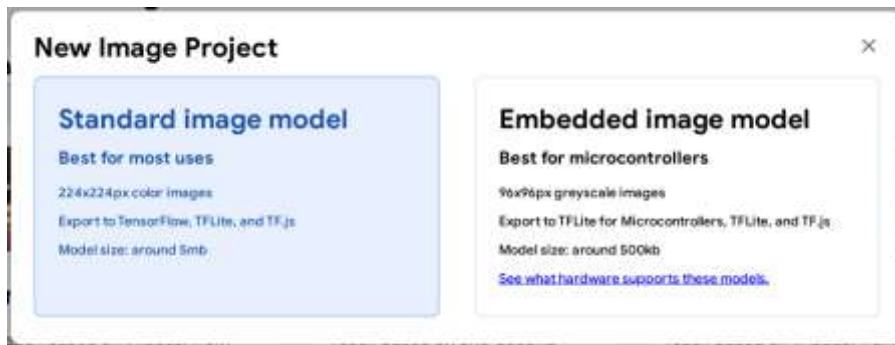 New Image Project
Standard image model
Best for most uses
224x224px color images
Export to TensorFlow, TFLite, and TF.js
Model size: around 5mb
Embedded image model
Best for microcontrollers
96x96px greyscale images
Export to TFLite for Microcontrollers, TFLite, and TF.js
Model size: around 500kb
See what hardware supports these models.